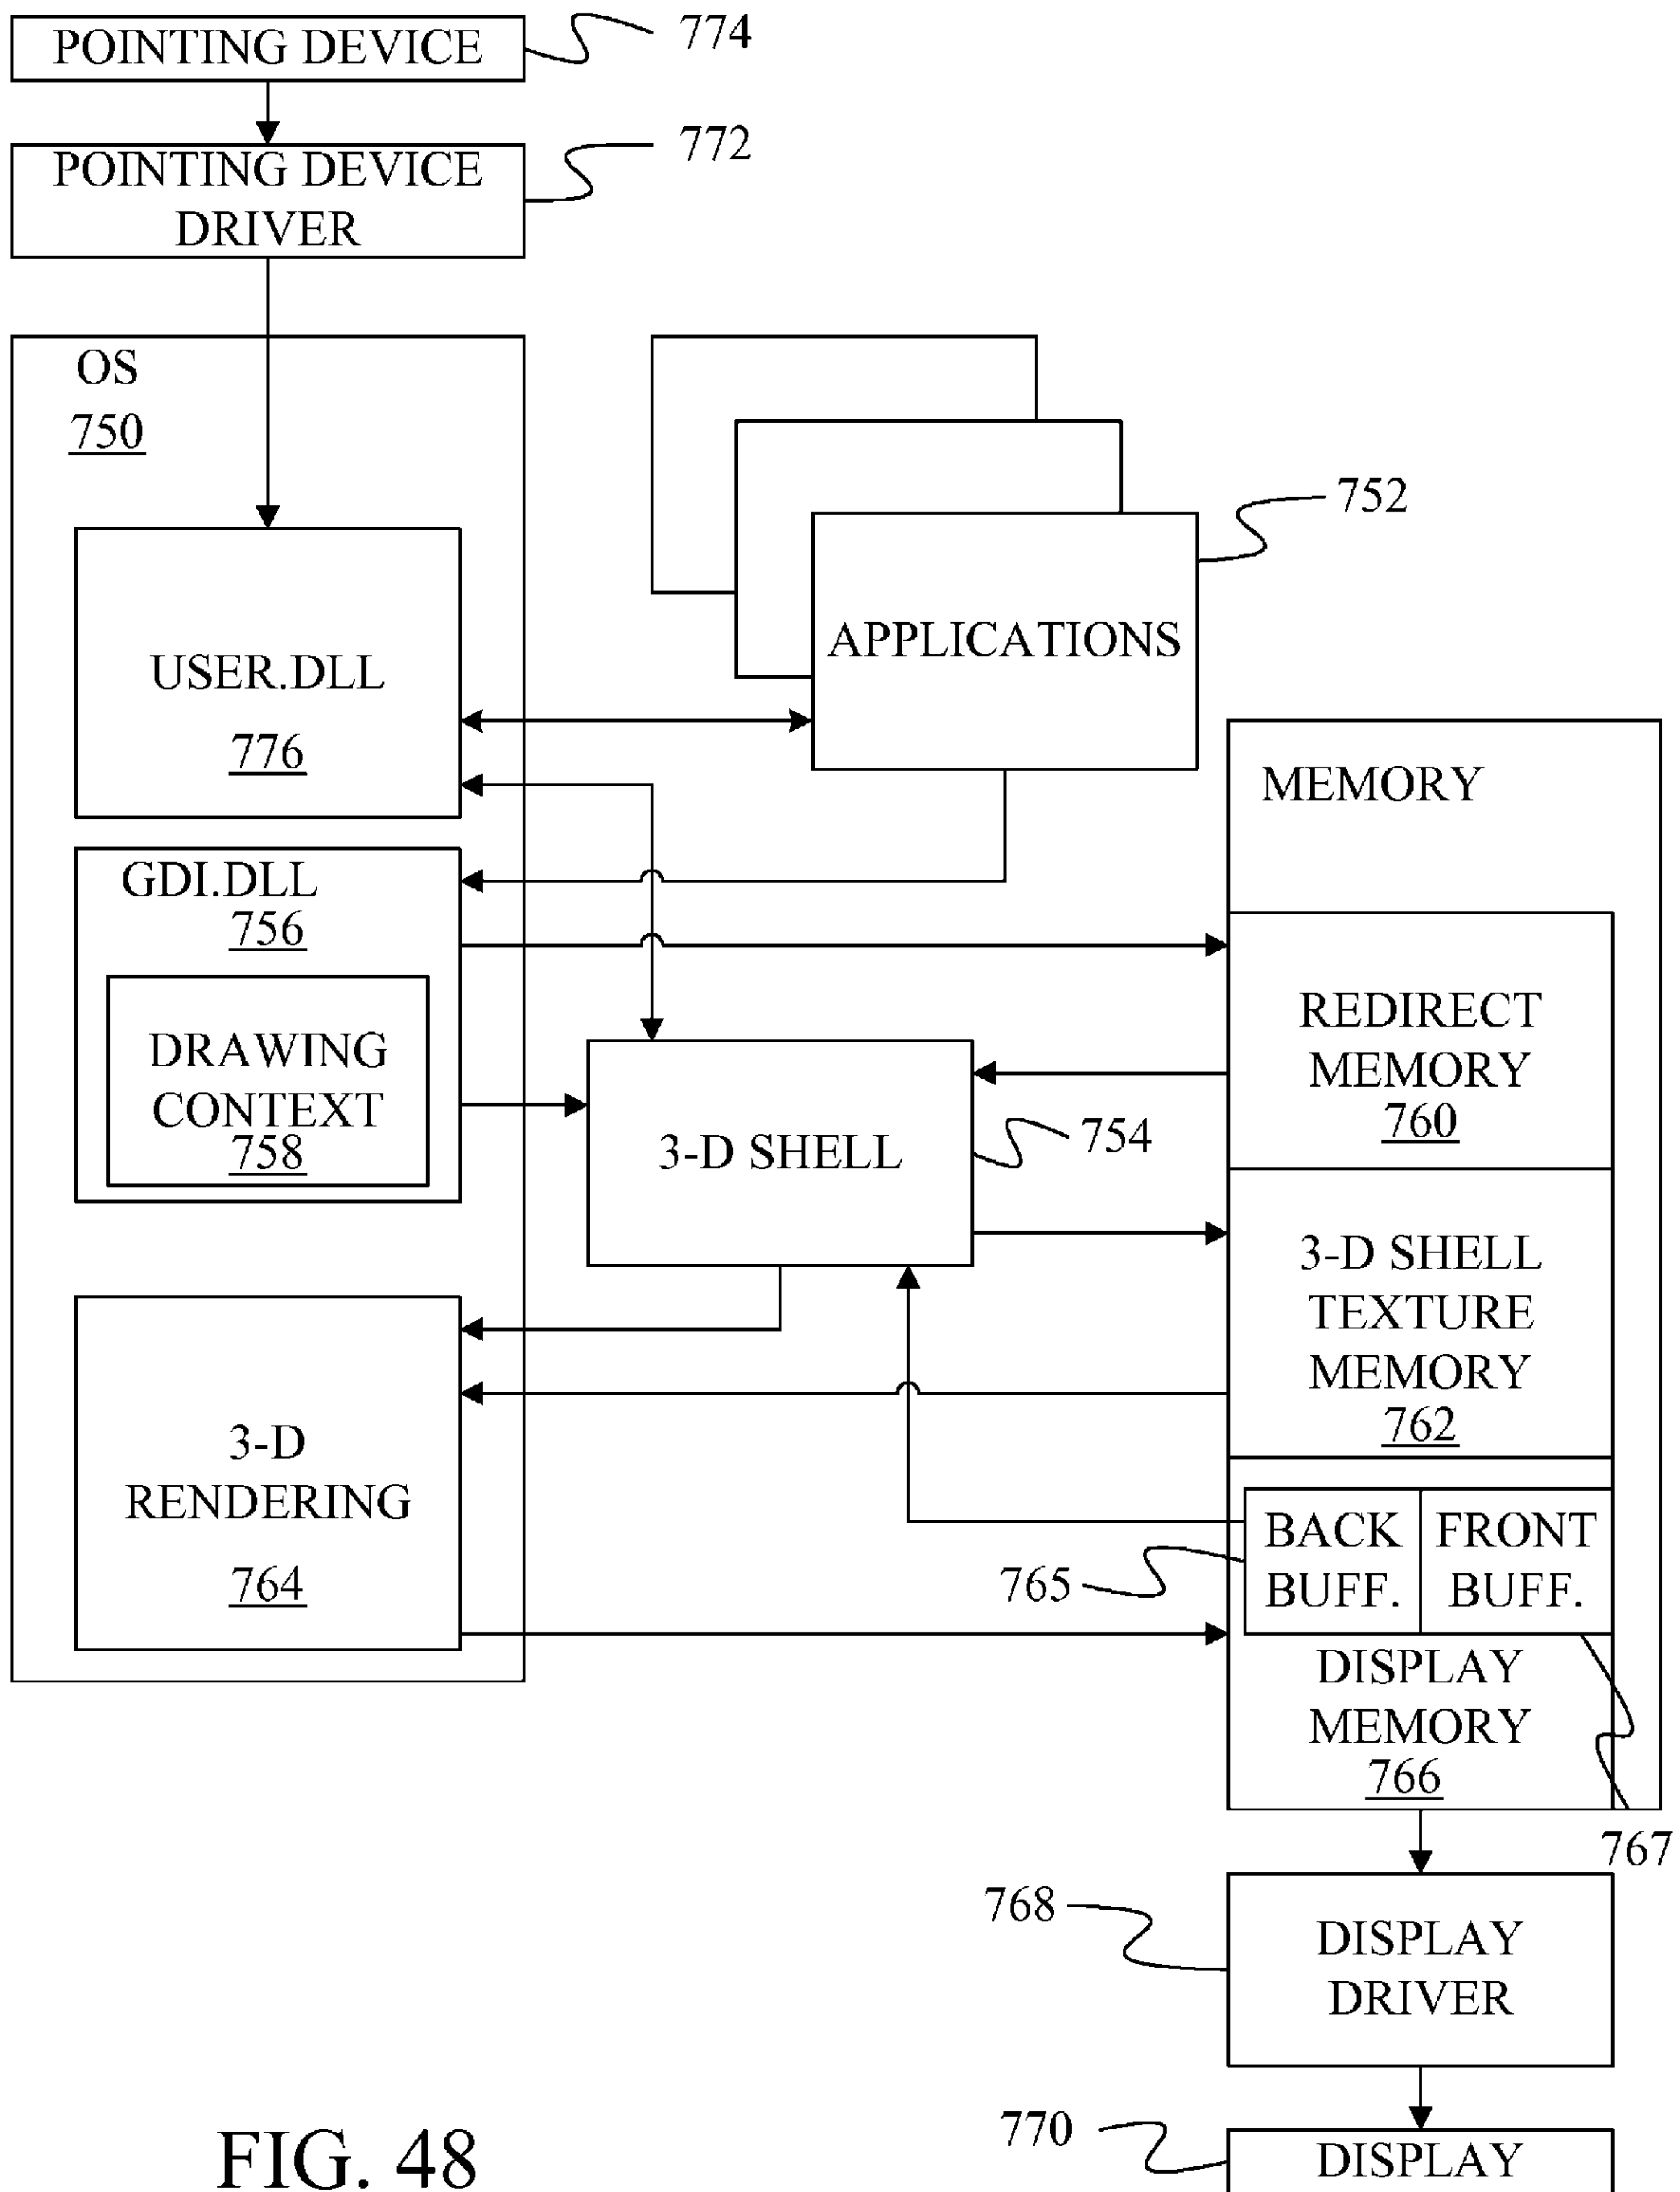 POINTING DEVICE
774
POINTING DEVICE
DRIVER
772
OS
750
USER.DLL
776
APPLICATIONS
752
GDI.DLL
756
DRAWING
CONTEXT
758
3-D SHELL
754
3-D
RENDERING
764
MEMORY
REDIRECT
MEMORY
760
3-D SHELL
TEXTURE
MEMORY
762
BACK
BUFF.
765
FRONT
BUFF.
DISPLAY
MEMORY
766
767
768
DISPLAY
DRIVER
770
DISPLAY
FIG. 48